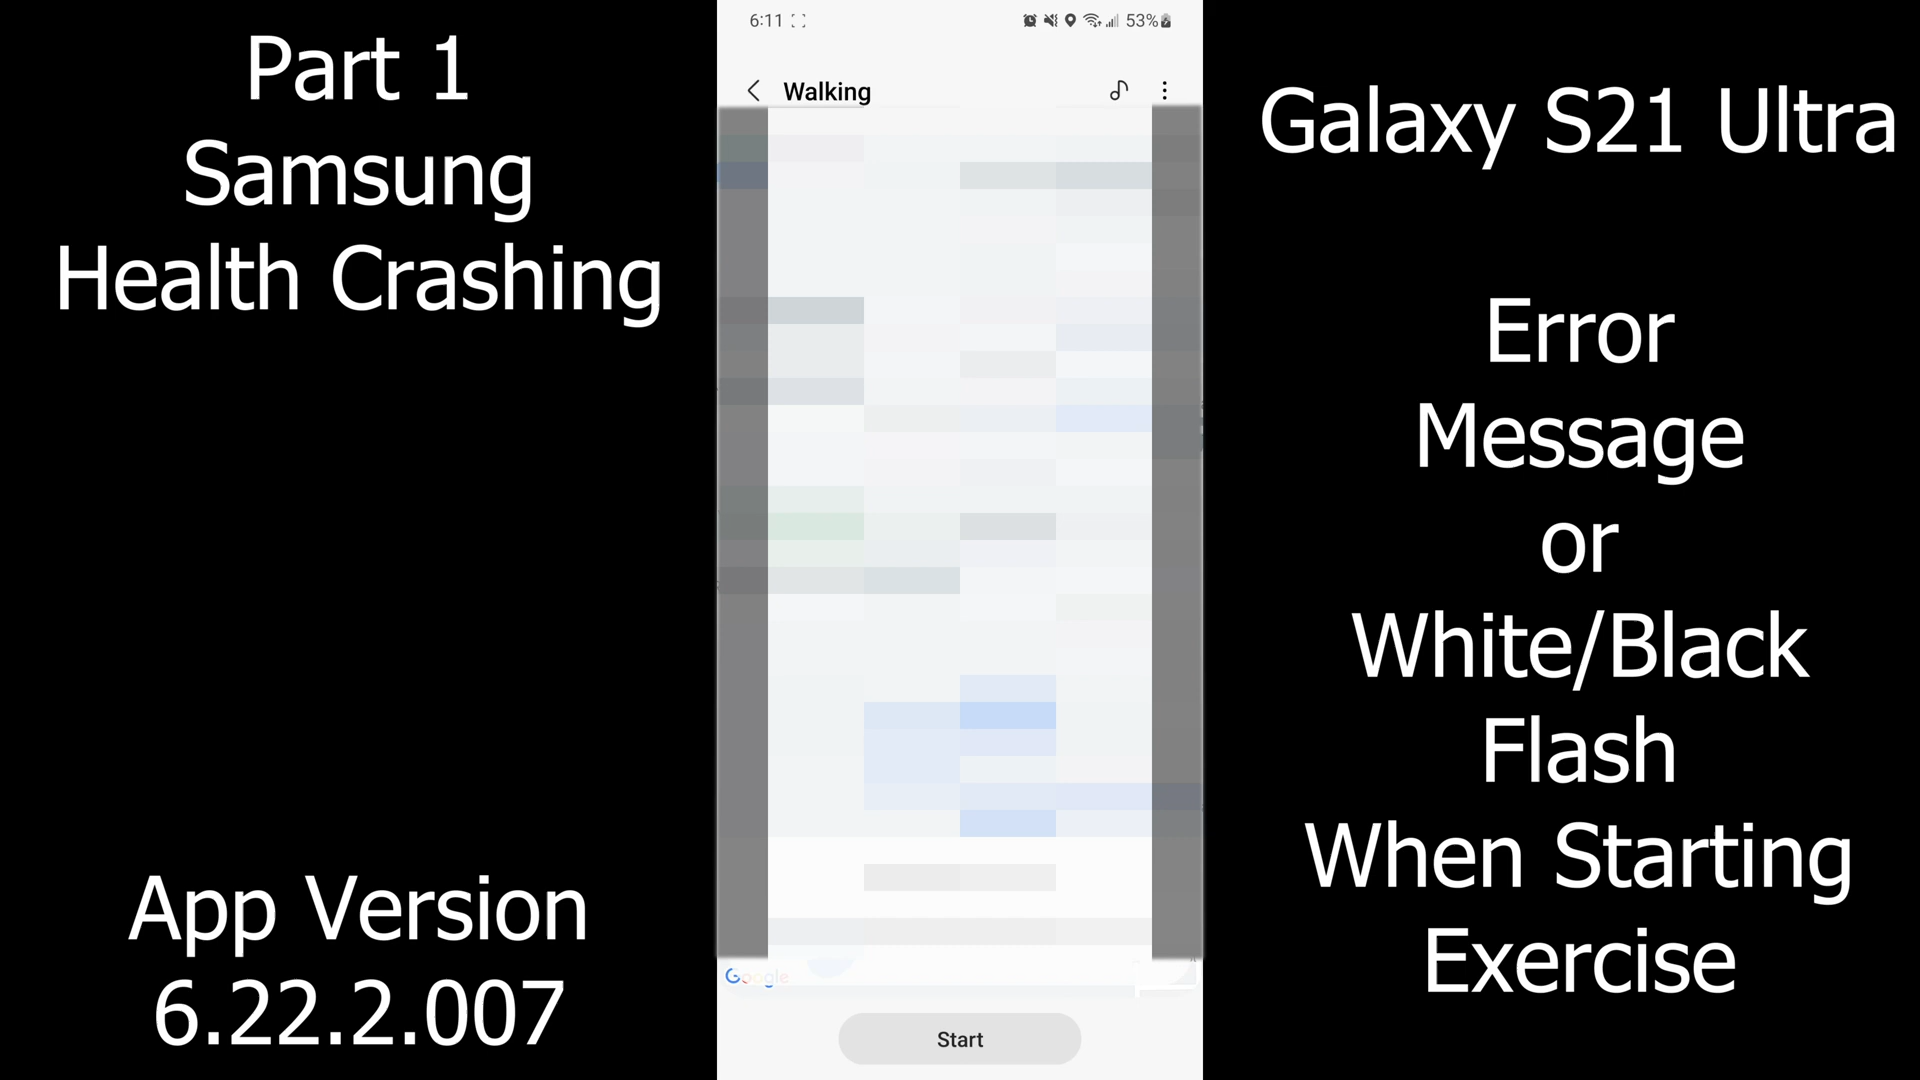 Part 1
Samsung
Health Crashing
App Version
6.22.2.007
6:11
53%
Walking
Google
Start
Galaxy S21 Ultra
Error
Message
or
White/Black
Flash
When Starting
Exercise